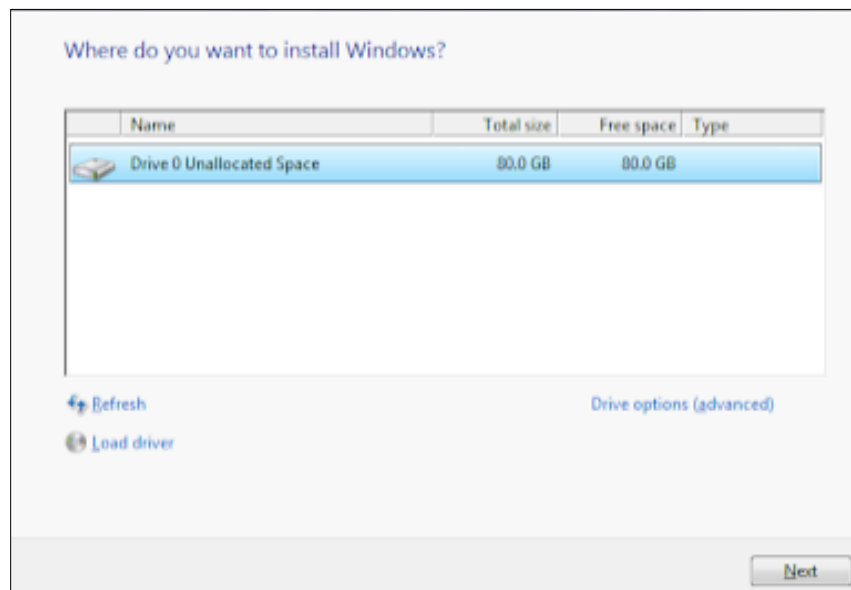 Where do you want to install Windows?
Name Total size Free space Type
Drive 0 Unallocated Space 80.0 GB 80.0 GB
Refresh Drive options (advanced)
Load driver
Next